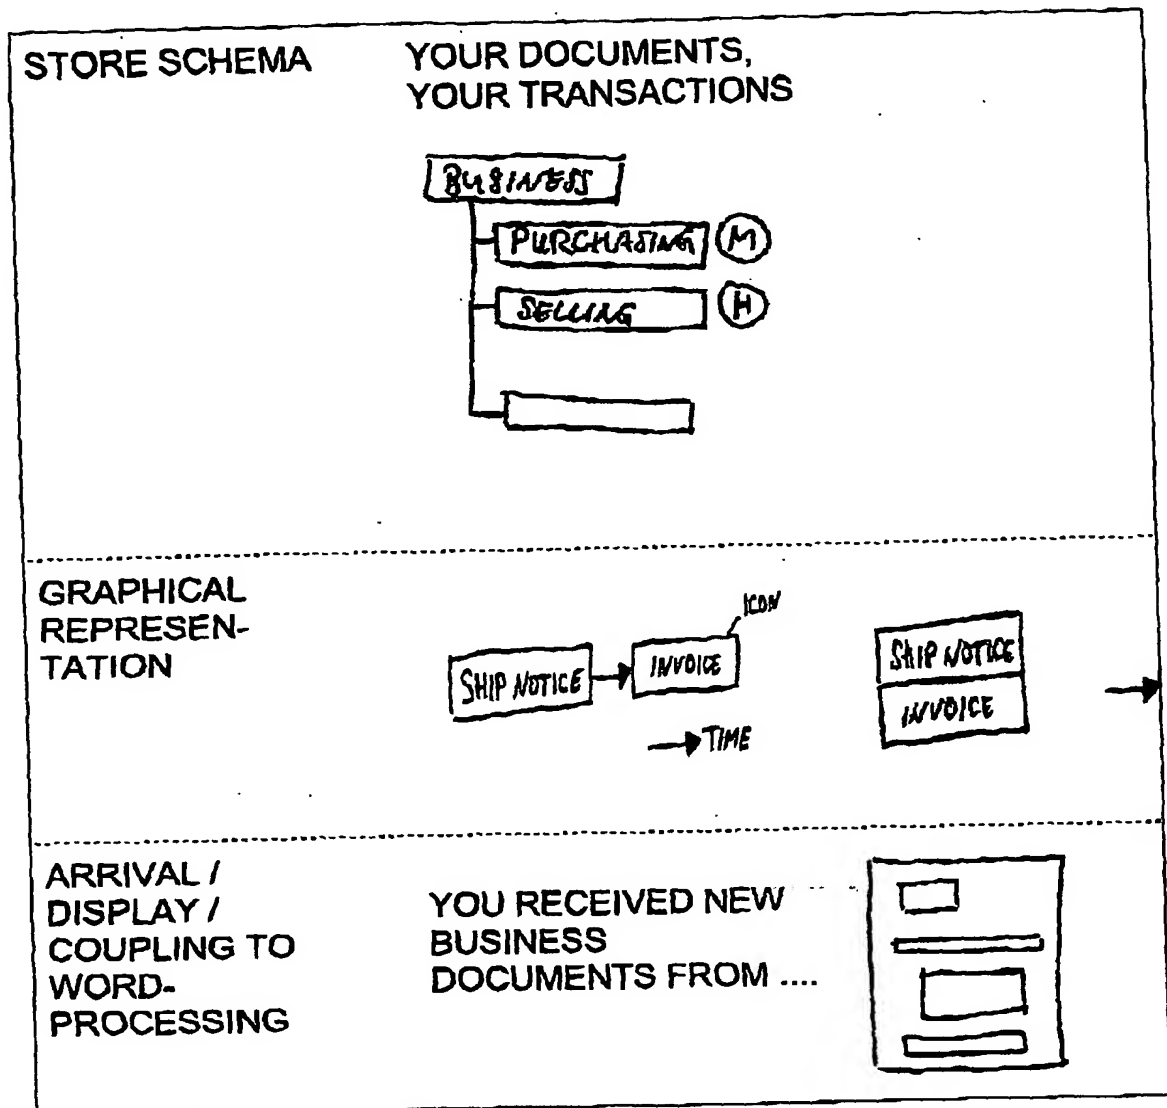 STORE SCHEMA
YOUR DOCUMENTS,
YOUR TRANSACTIONS
BUSINESS
PURCHASING
M
SELLING
H
GRAPHICAL
REPRESEN-
TATION
SHIP NOTICE
INVOICE
ICON
TIME
SHIP NOTICE
INVOICE
ARRIVAL /
DISPLAY /
COUPLING TO
WORD-
PROCESSING
YOU RECEIVED NEW
BUSINESS
DOCUMENTS FROM ....